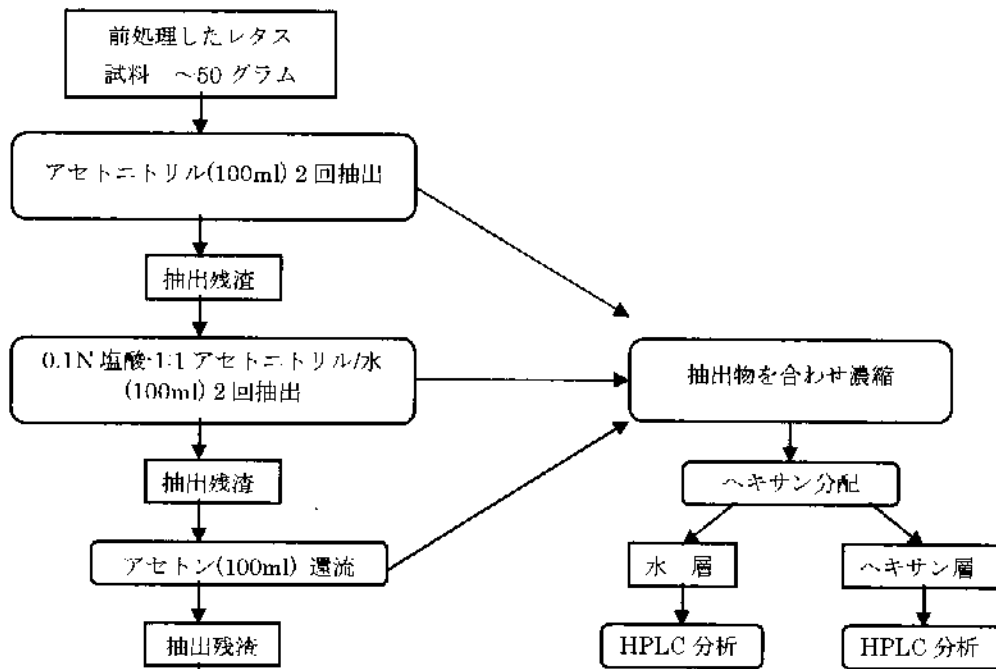 前処理したレタス
試料 ～50 グラム
アセトニトリル(100ml) 2 回抽出
抽出残渣
0.1N 塩酸-1:1 アセトニトリル/水
(100ml) 2 回抽出
抽出残渣
アセトン(100ml) 還流
抽出残渣
抽出物を合わせ濃縮
ヘキサン分配
水 層
ヘキサン層
HPLC 分析
HPLC 分析